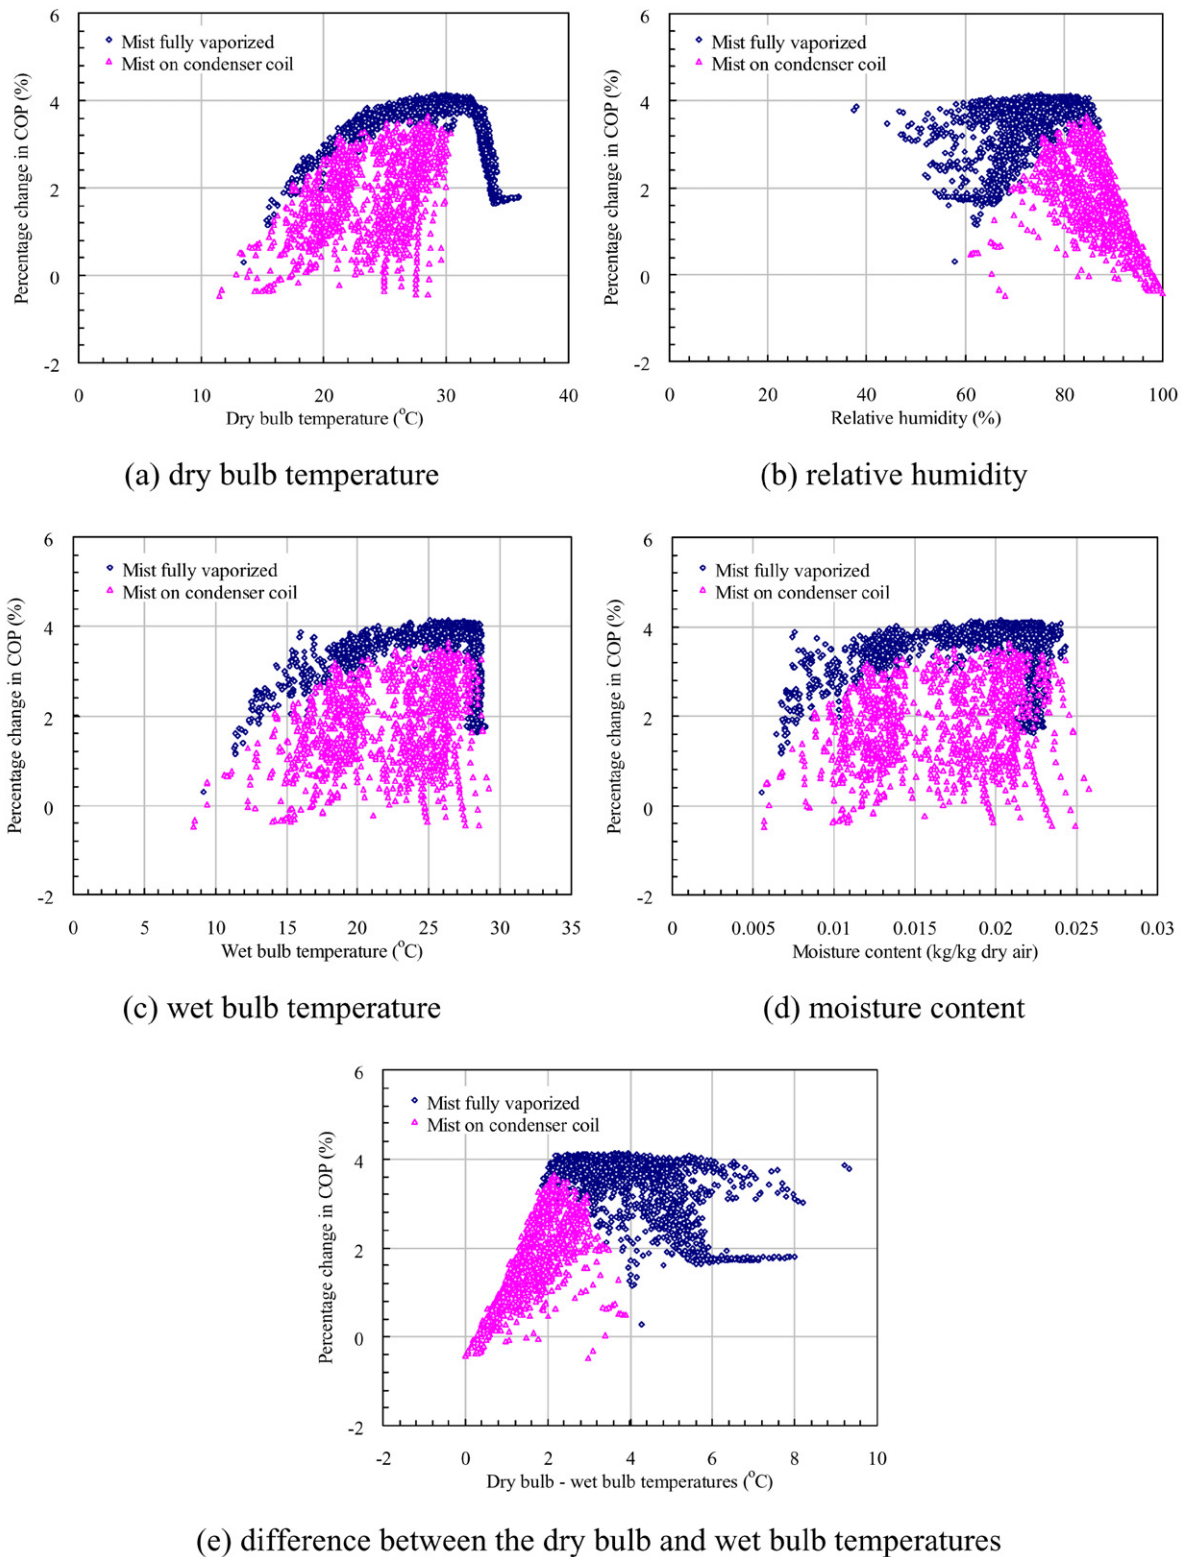 6
4
2
0
-2
Percentage change in COP (%)
Mist fully vaporized
Mist on condenser coil
0 10 20 30 40
Dry bulb temperature (°C)
(a) dry bulb temperature
6
4
2
0
-2
Percentage change in COP (%)
Mist fully vaporized
Mist on condenser coil
0 20 40 60 80 100
Relative humidity (%)
(b) relative humidity
6
4
2
0
-2
Percentage change in COP (%)
Mist fully vaporized
Mist on condenser coil
0 5 10 15 20 25 30 35
Wet bulb temperature (°C)
(c) wet bulb temperature
6
4
2
0
-2
Percentage change in COP (%)
Mist fully vaporized
Mist on condenser coil
0 0.005 0.01 0.015 0.02 0.025 0.03
Moisture content (kg/kg dry air)
(d) moisture content
6
4
2
0
-2
Percentage change in COP (%)
Mist fully vaporized
Mist on condenser coil
-2 0 2 4 6 8 10
Dry bulb - wet bulb temperatures (°C)
(e) difference between the dry bulb and wet bulb temperatures